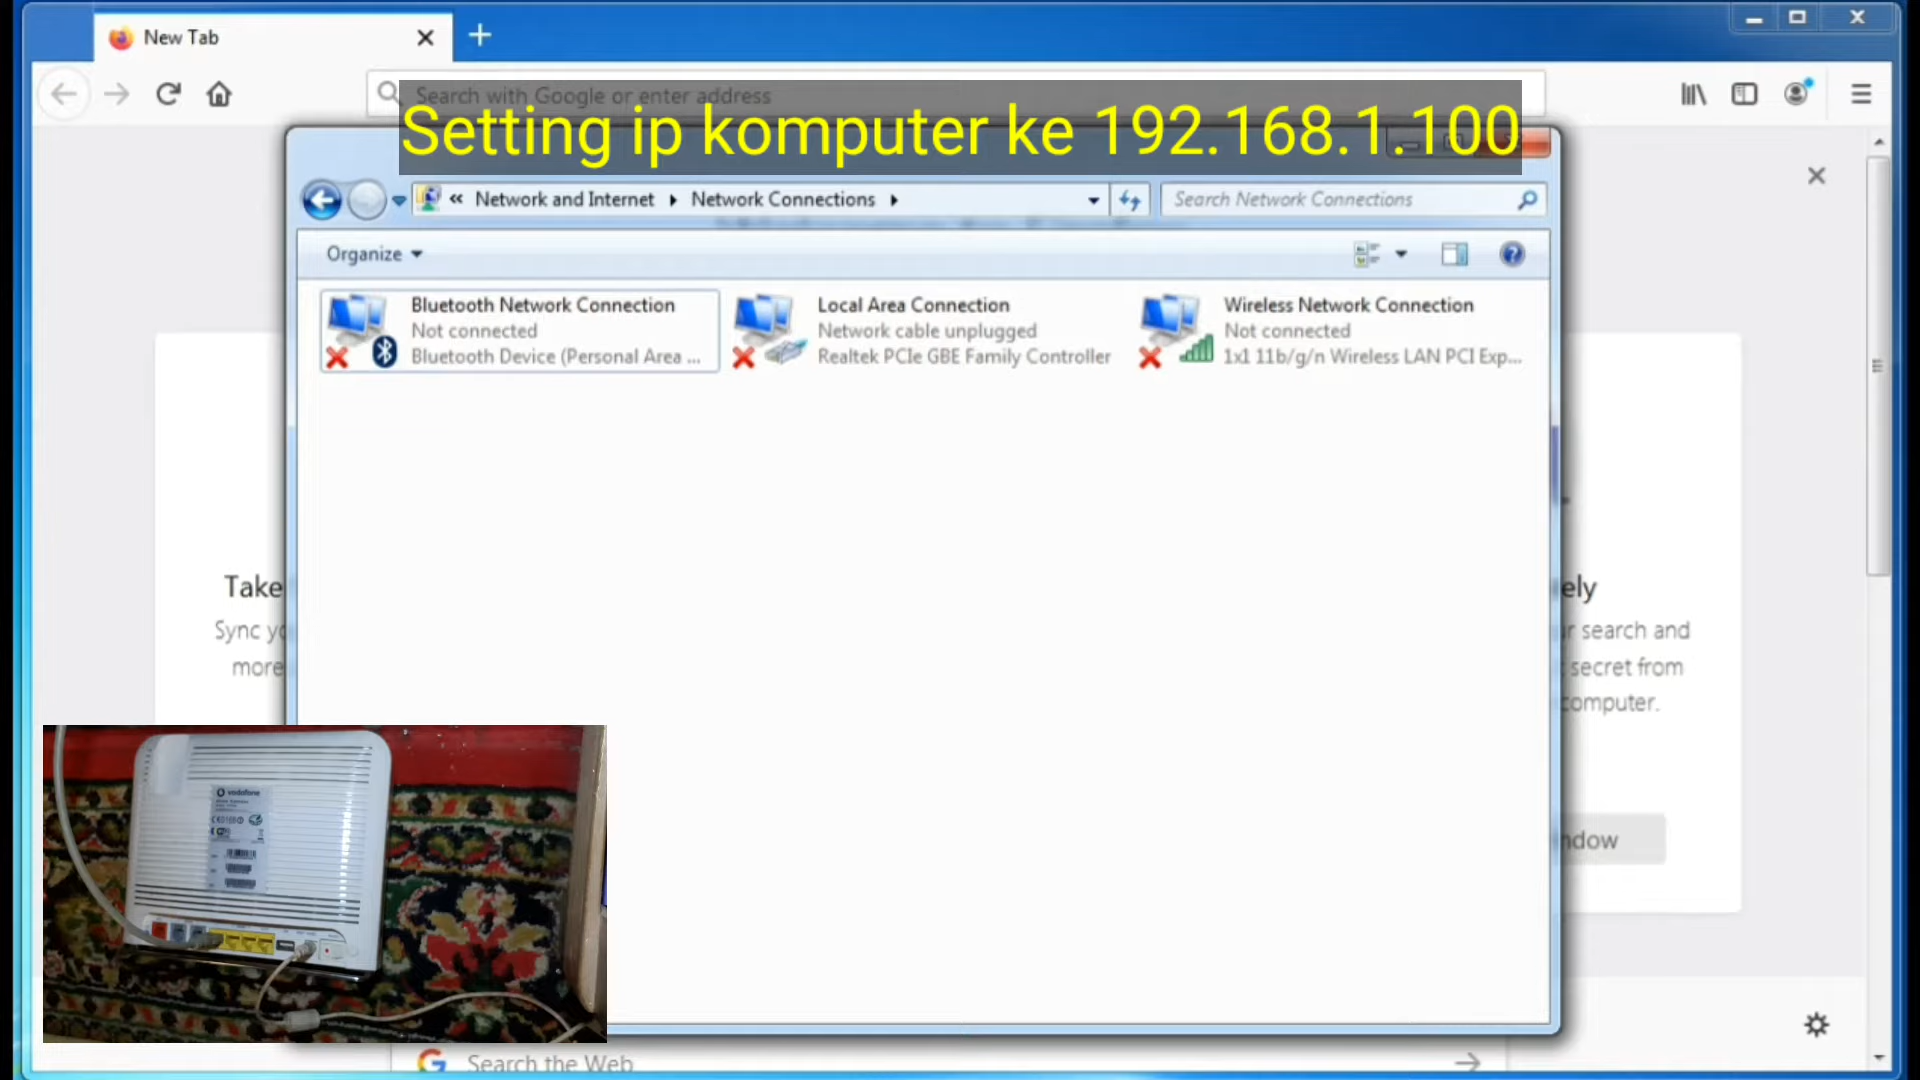 New Tab
Search with Google or enter address
Setting ip komputer ke 192.168.1.100
« Network and Internet Network Connections
Search Network Connections
Organize
Bluetooth Network Connection
Not connected
Bluetooth Device (Personal Area ...
Local Area Connection
Network cable unplugged
Realtek PCIe GBE Family Controller
Wireless Network Connection
Not connected
1x1 11b/g/n Wireless LAN PCI Exp...
Take
ely
Sync yo
r search and
more
secret from
computer.
ndow
vodafone
Search the Web